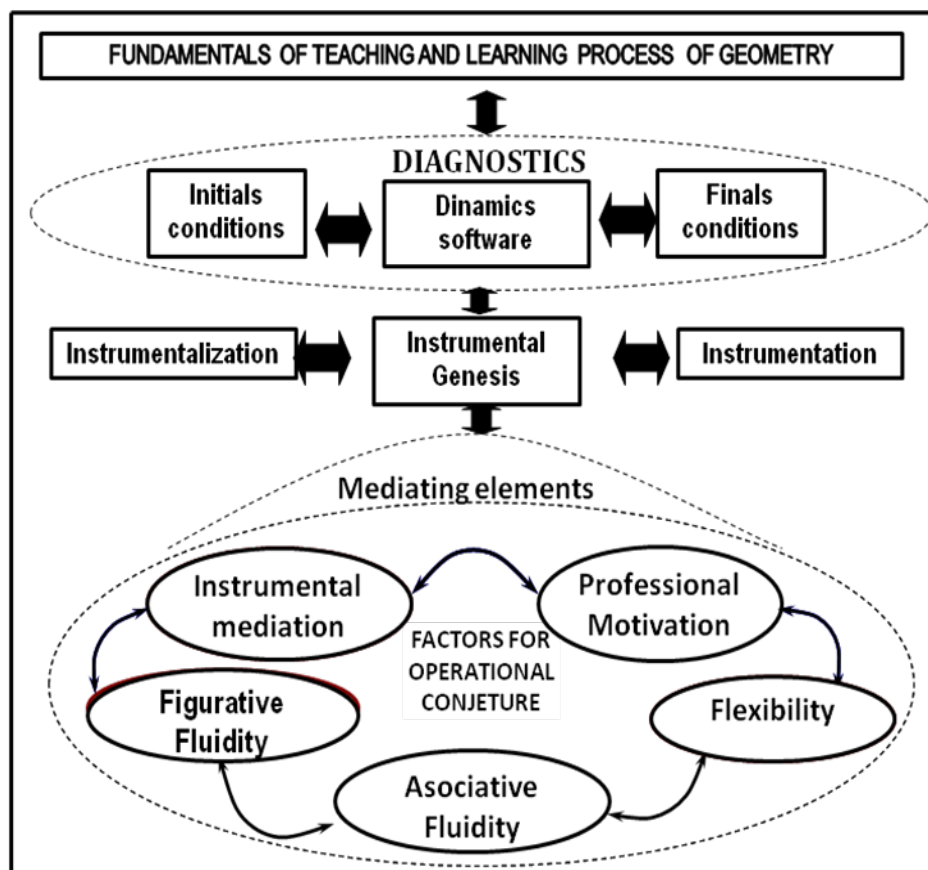 FUNDAMENTALS OF TEACHING AND LEARNING PROCESS OF GEOMETRY
DIAGNOSTICS
Initials
conditions
Dinamics
software
Finals
conditions
Instrumentalization
Instrumental
Genesis
Instrumentation
Mediating elements
Instrumental
mediation
Professional
Motivation
FACTORS FOR
OPERATIONAL
CONJETURE
Figurative
Fluidity
Flexibility
Asociative
Fluidity